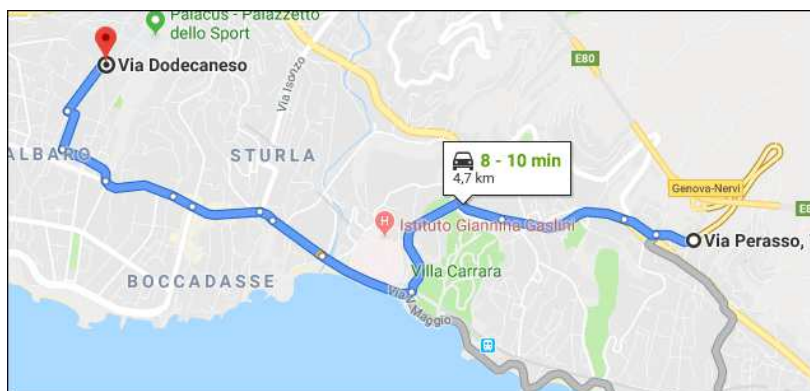 Palacus - Palazzetto
dello Sport
Via Dodecaneso
Via Isonzo
E80
ALBARO
STURLA
8 - 10 min
4,7 km
Genova-Nervi
H
Istituto Giannina Gaslini
Via Perasso,
BOCCADASSE
Villa Carrara
Via V
Maggio